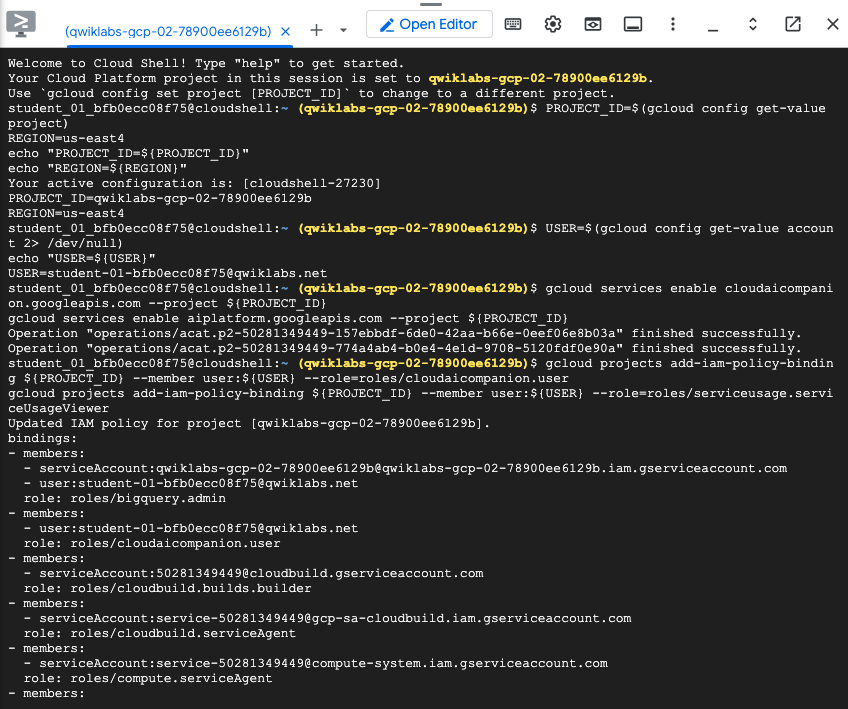 (qwiklabs-gcp-02-78900ee6129b)
Open Editor
Welcome to Cloud Shell! Type "help" to get started.
Your Cloud Platform project in this session is set to qwiklabs-gcp-02-78900ee6129b.
Use `gcloud config set project [PROJECT_ID]` to change to a different project.
student_01_bfb0ecc08f75@cloudshell:~ (qwiklabs-gcp-02-78900ee6129b)$ PROJECT_ID=$(gcloud config get-value
project)
REGION=us-east4
echo "PROJECT_ID=${PROJECT_ID}"
echo "REGION=${REGION}"
Your active configuration is: [cloudshell-27230]
PROJECT_ID=qwiklabs-gcp-02-78900ee6129b
REGION=us-east4
student_01_bfb0ecc08f75@cloudshell:~ (qwiklabs-gcp-02-78900ee6129b)$ USER=$(gcloud config get-value accoun
t 2> /dev/null)
echo "USER=${USER}"
USER=student-01-bfb0ecc08f75@qwiklabs.net
student_01_bfb0ecc08f75@cloudshell:~ (qwiklabs-gcp-02-78900ee6129b)$ gcloud services enable cloudaicompani
on.googleapis.com --project ${PROJECT_ID}
gcloud services enable aiplatform.googleapis.com --project ${PROJECT_ID}
Operation "operations/acat.p2-50281349449-157ebbdf-6de0-42aa-b66e-0eef06e8b03a" finished successfully.
Operation "operations/acat.p2-50281349449-774a4ab4-b0e4-4e1d-9708-5120fdf0e90a" finished successfully.
student_01_bfb0ecc08f75@cloudshell:~ (qwiklabs-gcp-02-78900ee6129b)$ gcloud projects add-iam-policy-bindin
g ${PROJECT_ID} --member user:${USER} --role=roles/cloudaicompanion.user
gcloud projects add-iam-policy-binding ${PROJECT_ID} --member user:${USER} --role=roles/serviceusage.servi
ceUsageViewer
Updated IAM policy for project [qwiklabs-gcp-02-78900ee6129b].
bindings:
- members:
  - serviceAccount:qwiklabs-gcp-02-78900ee6129b@qwiklabs-gcp-02-78900ee6129b.iam.gserviceaccount.com
  - user:student-01-bfb0ecc08f75@qwiklabs.net
  role: roles/bigquery.admin
- members:
  - user:student-01-bfb0ecc08f75@qwiklabs.net
  role: roles/cloudaicompanion.user
- members:
  - serviceAccount:50281349449@cloudbuild.gserviceaccount.com
  role: roles/cloudbuild.builds.builder
- members:
  - serviceAccount:service-50281349449@gcp-sa-cloudbuild.iam.gserviceaccount.com
  role: roles/cloudbuild.serviceAgent
- members:
  - serviceAccount:service-50281349449@compute-system.iam.gserviceaccount.com
  role: roles/compute.serviceAgent
- members: